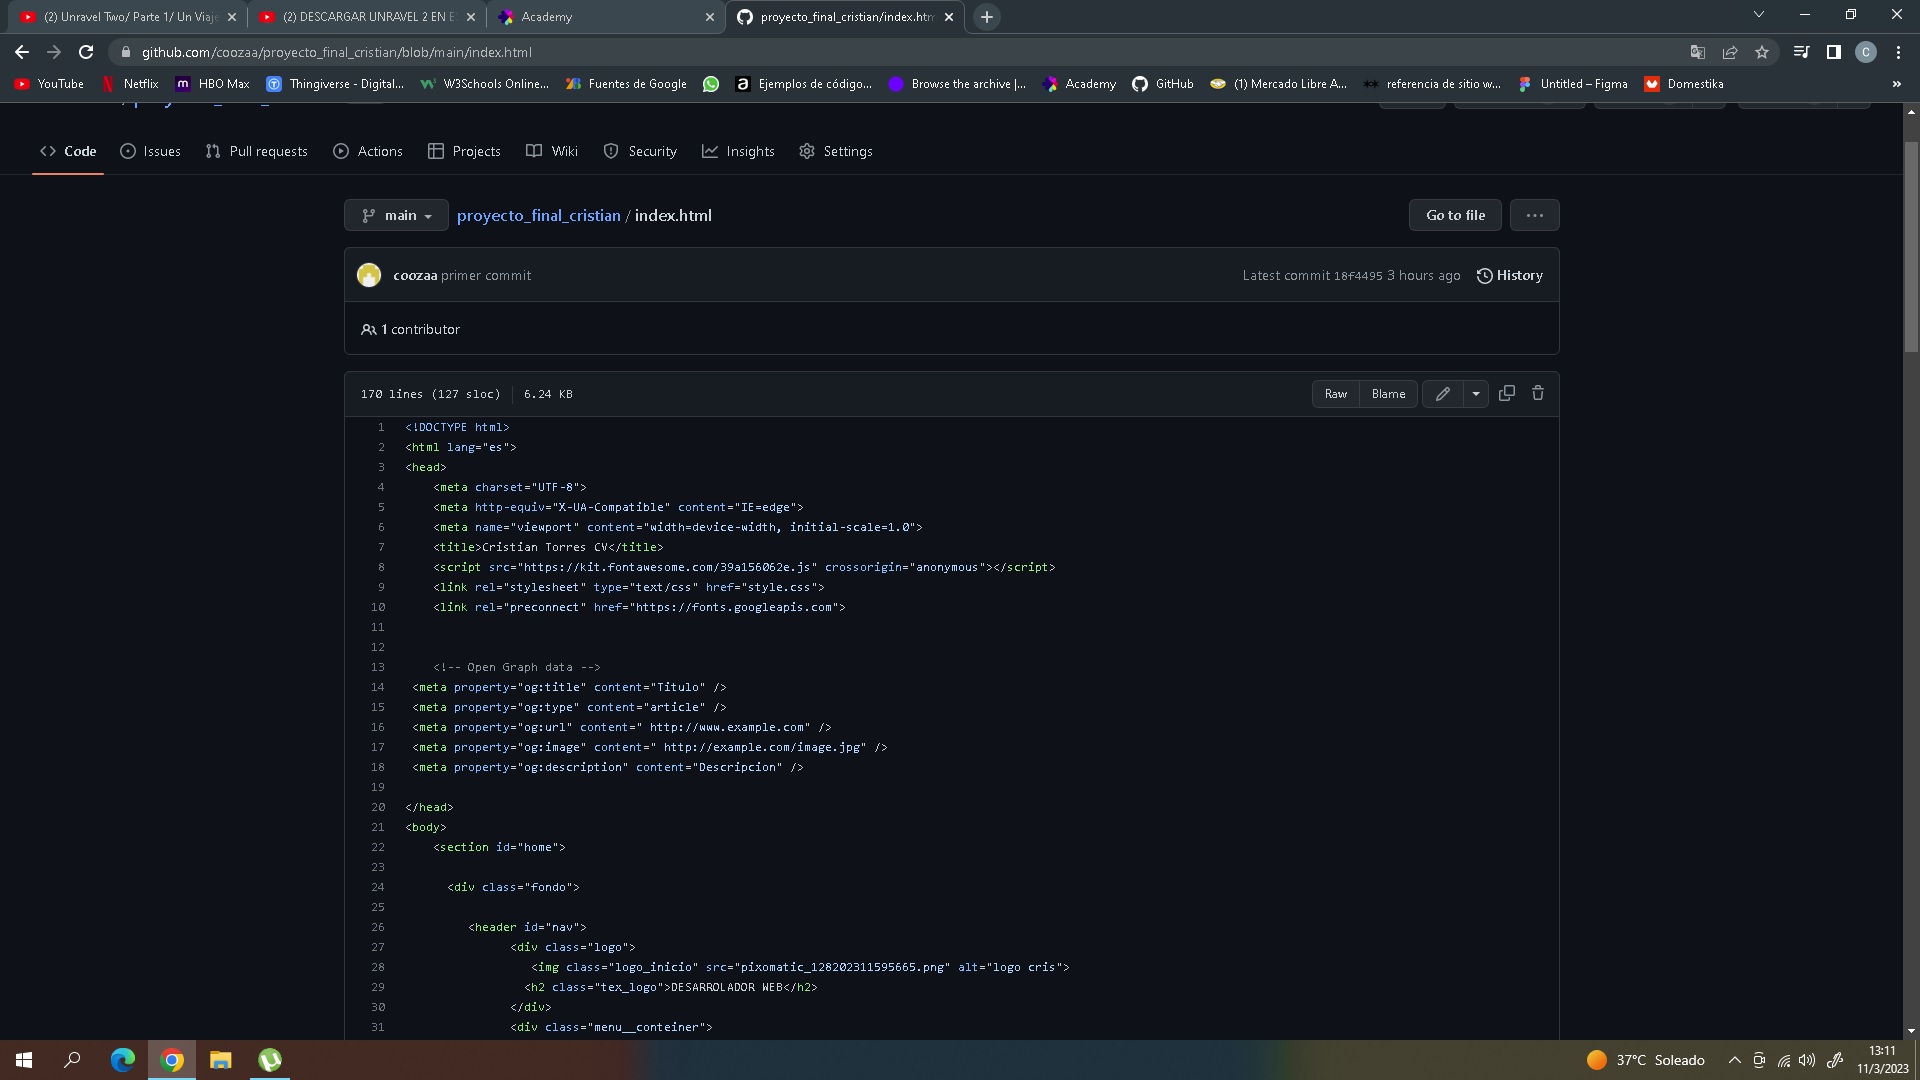 (2) Unravel Two/ Parte 1/ Un Viaje
(2) DESCARGAR UNRAVEL 2 EN E
Academy
proyecto_final_cristian/index.htm
github.com/coozaa/proyecto_final_cristian/blob/main/index.html
C
YouTube
Netflix
HBO Max
Thingiverse - Digital...
W3Schools Online...
Fuentes de Google
Ejemplos de código...
Browse the archive |...
Academy
GitHub
(1) Mercado Libre A...
referencia de sitio w...
Untitled – Figma
Domestika
»
Code
Issues
Pull requests
Actions
Projects
Wiki
Security
Insights
Settings
main
proyecto_final_cristian / index.html
Go to file
...
coozaa primer commit
Latest commit 18f4495 3 hours ago
History
1 contributor
170 lines (127 sloc)
6.24 KB
Raw
Blame
1 <!DOCTYPE html>
2 <html lang="es">
3 <head>
4 <meta charset="UTF-8">
5 <meta http-equiv="X-UA-Compatible" content="IE=edge">
6 <meta name="viewport" content="width=device-width, initial-scale=1.0">
7 <title>Cristian Torres CV</title>
8 <script src="https://kit.fontawesome.com/39a156062e.js" crossorigin="anonymous"></script>
9 <link rel="stylesheet" type="text/css" href="style.css">
10 <link rel="preconnect" href="https://fonts.googleapis.com">
11
12
13 <!-- Open Graph data -->
14 <meta property="og:title" content="Titulo" />
15 <meta property="og:type" content="article" />
16 <meta property="og:url" content=" http://www.example.com" />
17 <meta property="og:image" content=" http://example.com/image.jpg" />
18 <meta property="og:description" content="Descripcion" />
19
20 </head>
21 <body>
22 <section id="home">
23
24 <div class="fondo">
25
26 <header id="nav">
27 <div class="logo">
28 <img class="logo_inicio" src="pixomatic_128202311595665.png" alt="logo cris">
29 <h2 class="tex_logo">DESARROLADOR WEB</h2>
30 </div>
31 <div class="menu__conteiner">
37°C Soleado
13:11
11/3/2023